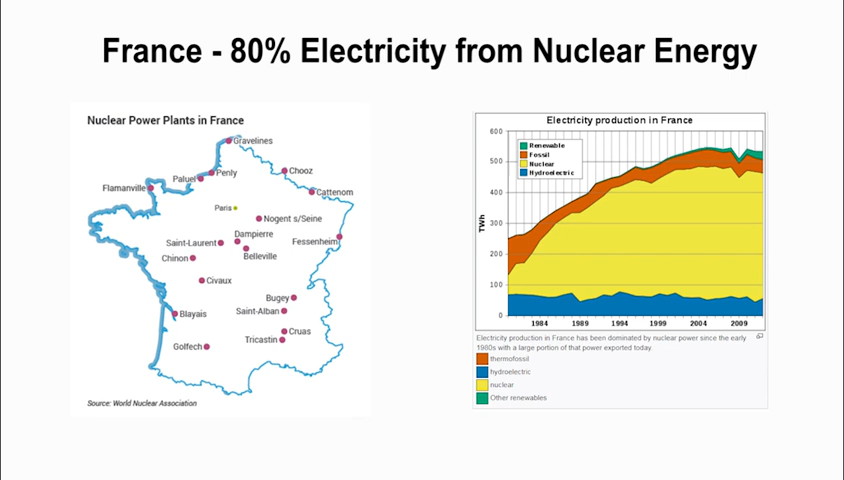 France - 80% Electricity from Nuclear Energy
Nuclear Power Plants in France
Gravelines
Chooz
Penly
Paluel
Flamanville
Cattenom
Paris
Nogent s/Seine
Dampierre
Fessenheim
Saint-Laurent
Belleville
Chinon
Civaux
Bugey
Saint-Alban
Blayais
Cruas
Tricastin
Golfech
Source: World Nuclear Association
Electricity production in France
600
500
400
300
200
100
0
TWh
Renewable
Fossil
Nuclear
Hydroelectric
1984 1989 1994 1999 2004 2009
Electricity production in France has been dominated by nuclear power since the early
1980s with a large portion of that power exported today.
thermofossil
hydroelectric
nuclear
Other renewables